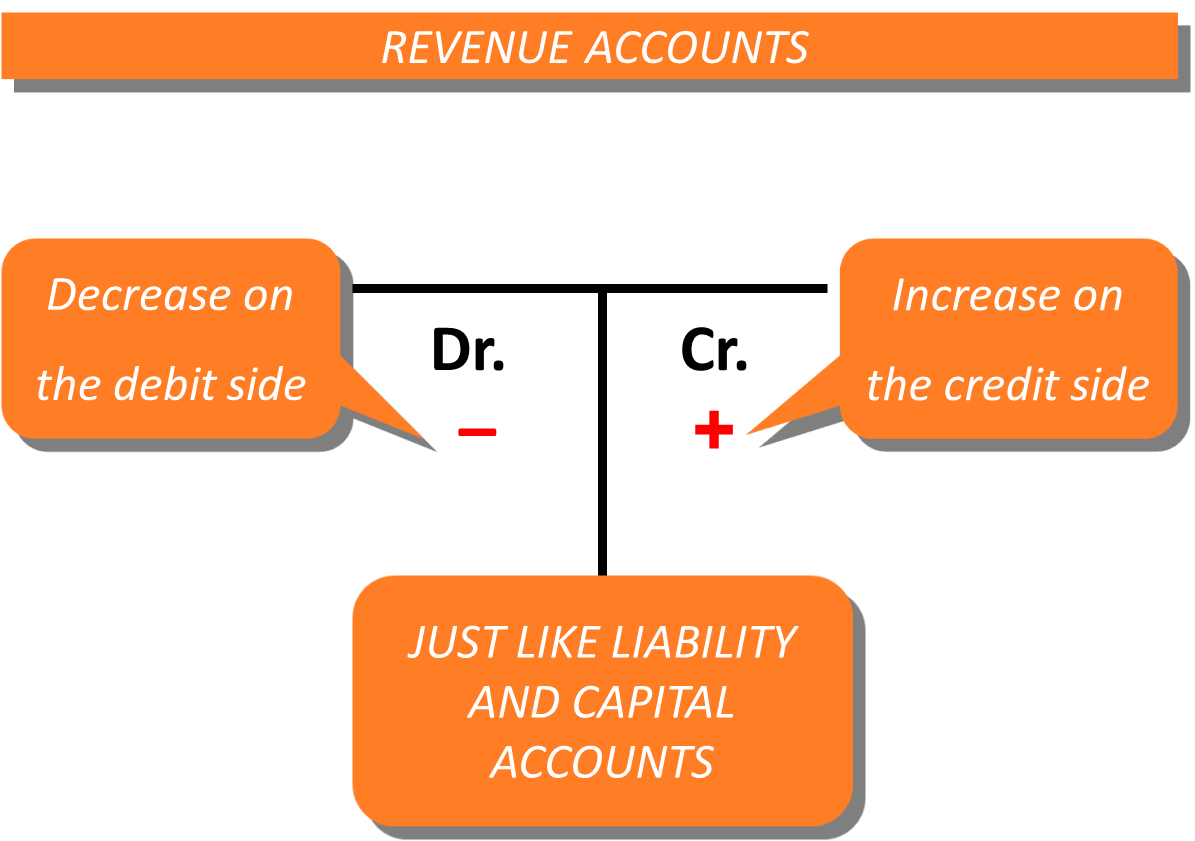 REVENUE ACCOUNTS
Decrease on
the debit side
Increase on
the credit side
Dr.
Cr.
–
+
JUST LIKE LIABILITY
AND CAPITAL
ACCOUNTS